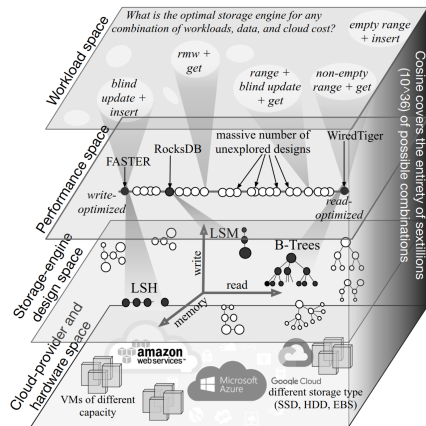 What is the optimal storage engine for any
combination of workloads, data, and cloud cost?
empty range
+ insert
rmw +
get
blind
update +
insert
range +
blind update +
get
non-empty
range + get
Workload space
massive number of
unexplored designs
WiredTiger
RocksDB
FASTER
write-
optimized
read-
optimized
Performance space
LSM
B-Trees
write
LSH
read
memory
Storage-engine
design space
amazon
webservices™
Microsoft
Azure
Google Cloud
VMs of different
capacity
different storage type
(SSD, HDD, EBS)
Cloud-provider and
hardware space
Cosine covers the entirety of sextillions
(10^36) of possible combinations